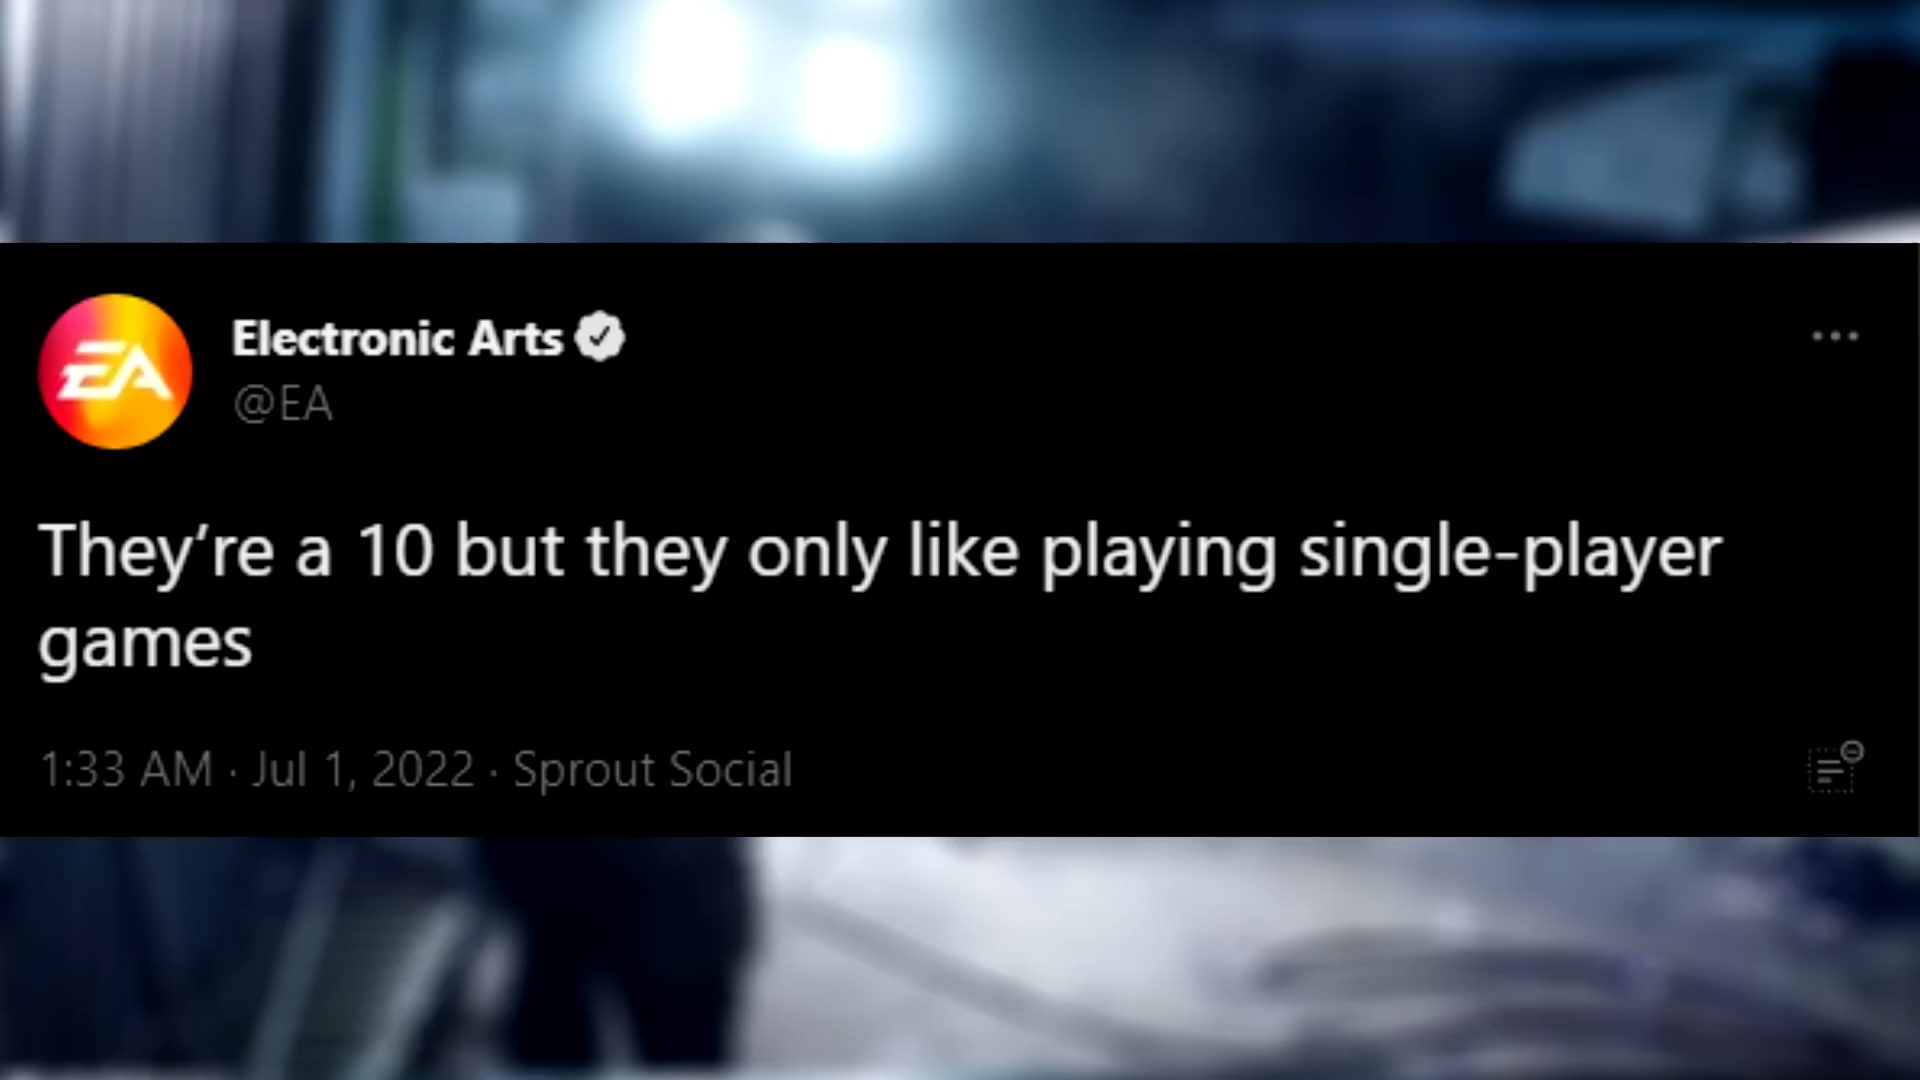 EA
Electronic Arts
@EA
They’re a 10 but they only like playing single-player
games
1:33 AM · Jul 1, 2022 · Sprout Social